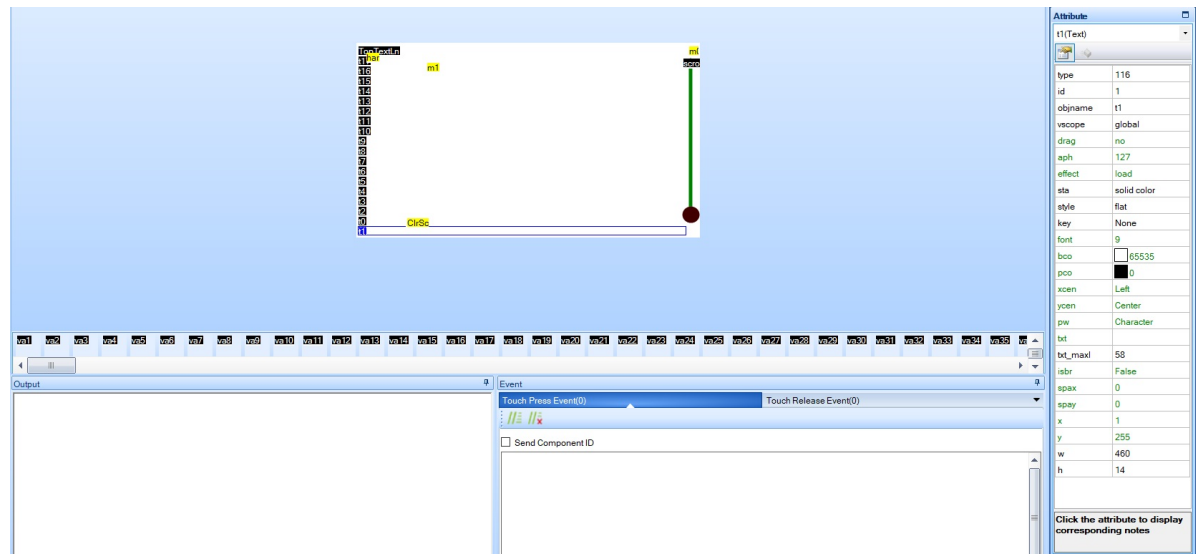 Attribute
t1(Text)
type 116
id 1
objname t1
vscope global
drag no
aph 127
effect load
sta solid color
style flat
key None
font 9
bco 65535
pco 0
xcen Left
ycen Center
pw Character
txt
txt_maxl 58
isbr False
spax 0
spay 0
x 1
y 255
w 460
h 14
Click the attribute to display
corresponding notes
TopTextLn
har
m1
scro
t16
t15
t14
t13
t12
t11
t10
t9
t8
t7
t6
t5
t4
t3
t2
t0
t1
ClrSc
va1 va2 va3 va4 va5 va6 va7 va8 va9 va10 va11 va12 va13 va14 va15 va16 va17 va18 va19 va20 va21 va22 va23 va24 va25 va26 va27 va28 va29 va30 va31 va32 va33 va34 va35
Output
Event
Touch Press Event(0) Touch Release Event(0)
Send Component ID